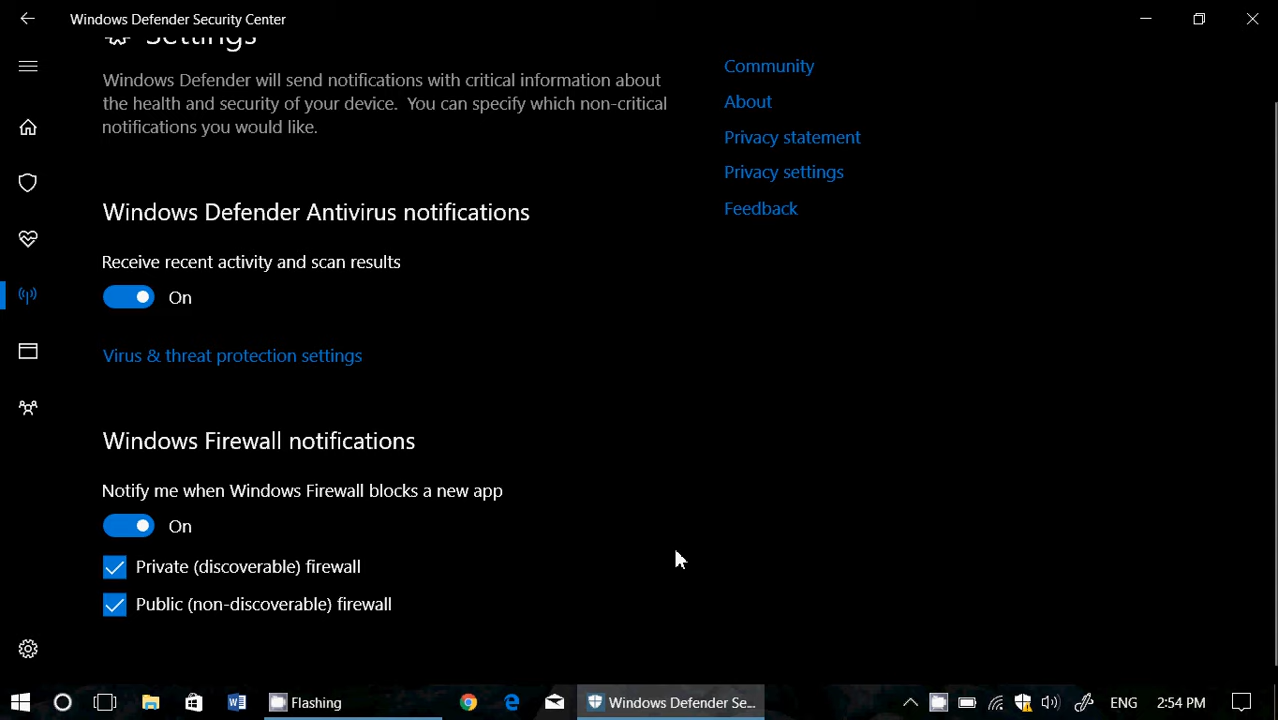 Windows Defender Security Center
Settings
Windows Defender will send notifications with critical information about
the health and security of your device.  You can specify which non-critical
notifications you would like.
Windows Defender Antivirus notifications
Receive recent activity and scan results
On
Virus & threat protection settings
Windows Firewall notifications
Notify me when Windows Firewall blocks a new app
On
Private (discoverable) firewall
Public (non-discoverable) firewall
Community
About
Privacy statement
Privacy settings
Feedback
Flashing
Windows Defender Se...
ENG
2:54 PM